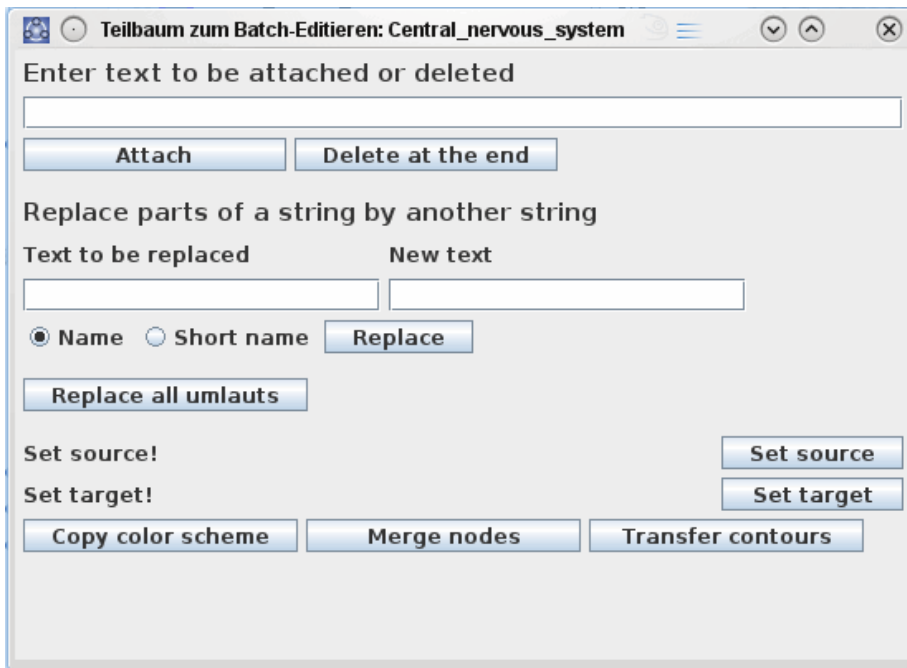 Teilbaum zum Batch-Editieren: Central_nervous_system
Enter text to be attached or deleted
Attach Delete at the end
Replace parts of a string by another string
Text to be replaced New text
Name Short name Replace
Replace all umlauts
Set source! Set source
Set target! Set target
Copy color scheme Merge nodes Transfer contours